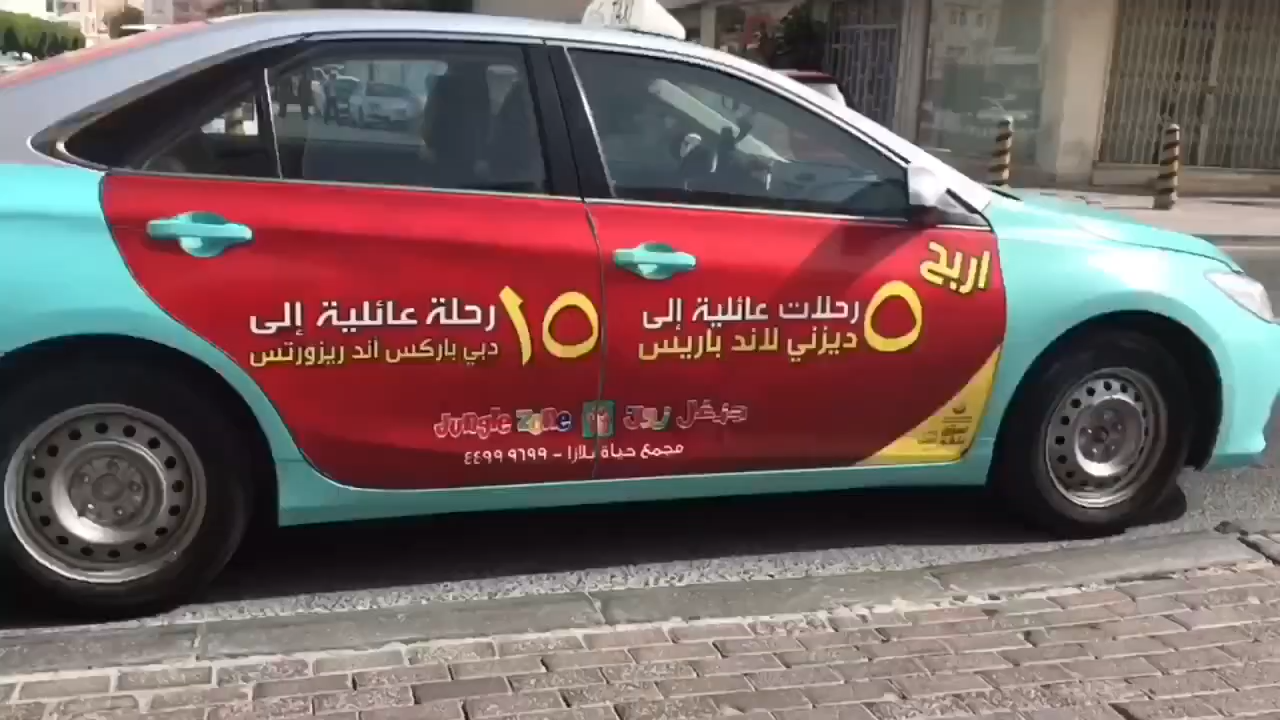 اربح
٥ رحلات عائلية إلى
ديزني لاند باريس
١٥ رحلة عائلية إلى
دبي باركس اند ريزورتس
Jungle Zone جنغل زون
مجمع حياة بلازا - ٤٤٩٩ ٩٦٩٩